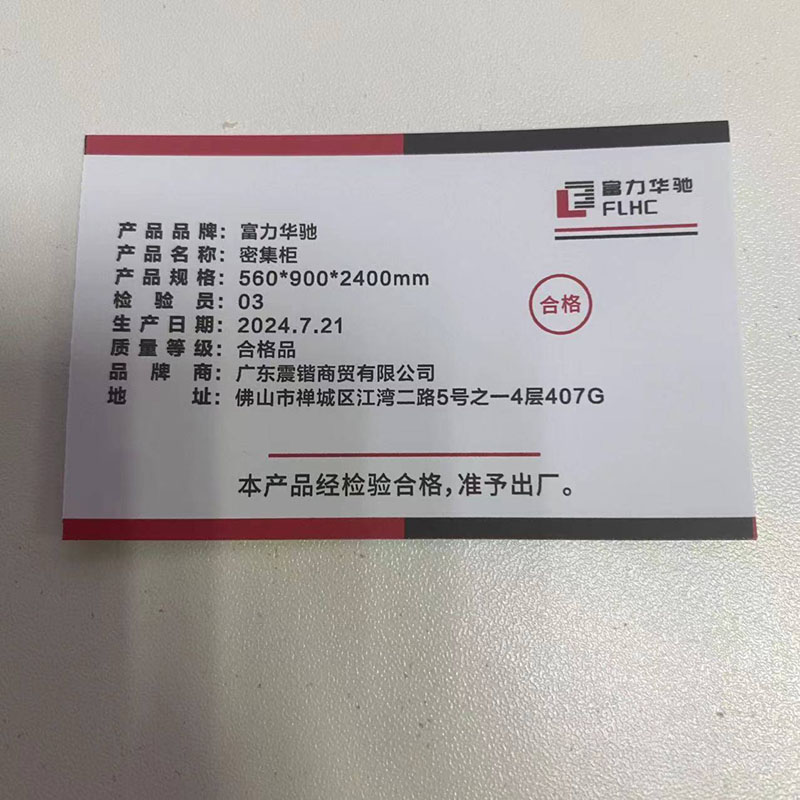 富力华驰
FLHC
产品品牌：富力华驰
产品名称：密集柜
产品规格：560*900*2400mm
检验员：03
合格
生产日期：2024.7.21
质量等级：合格品
品牌商：广东震锴商贸有限公司
地址：佛山市禅城区江湾二路5号之一4层407G
本产品经检验合格，准予出厂。